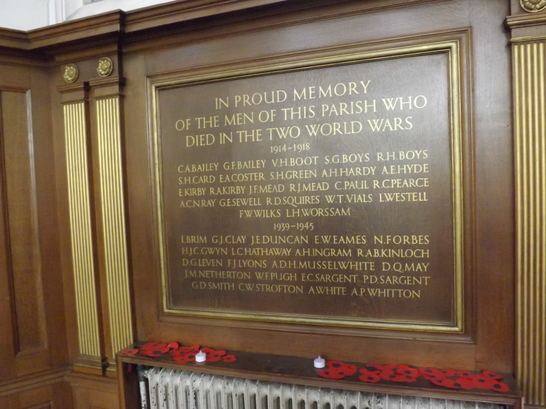 IN PROUD MEMORY
OF THE MEN OF THIS PARISH WHO
DIED IN THE TWO WORLD WARS
1914-1918
C.A.BAILEY G.F.BAILEY V.H.BOOT S.G.BOYS R.H.BOYS
S.H.CARD E.A.COSTER S.H.GREEN A.H.HARDY A.E.HYDE
E.KIRBY R.A.KIRBY J.F.MEAD R.J.MEAD C.PAUL R.C.PEARCE
A.C.NRAY G.E.SEWELL R.D.SQUIRES W.T.VIALS L.WESTELL
F.W.WILKS L.H.WORSSAM
1939-1945
L.BRIM G.J.CLAY J.E.DUNCAN E.W.EAMES N.FORBES
H.J.C.GWYN L.C.HATHAWAY A.H.INGRAM R.A.B.KINLOCH
D.G.LEVEN F.J.LYONS A.D.H.MUSSELWHITE D.Q.MAY
J.M.NETHERTON W.F.PUGH E.C.SARGENT P.D.SARGENT
G.D.SMITH C.W.STROFTON A.WHITE A.P.WHITTON